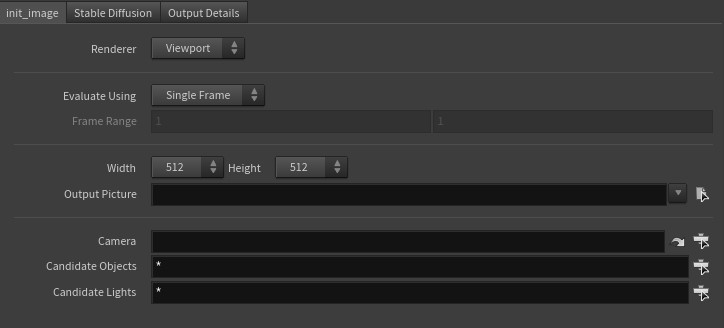 init_image Stable Diffusion Output Details
Renderer Viewport
Evaluate Using Single Frame
Frame Range 1 1
Width 512 Height 512
Output Picture
Camera
Candidate Objects *
Candidate Lights *